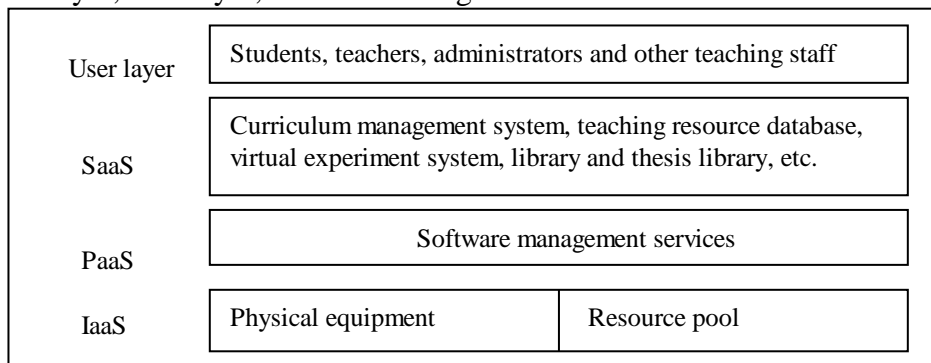 User layer
Students, teachers, administrators and other teaching staff
SaaS
Curriculum management system, teaching resource database,
virtual experiment system, library and thesis library, etc.
PaaS
Software management services
IaaS
Physical equipment
Resource pool